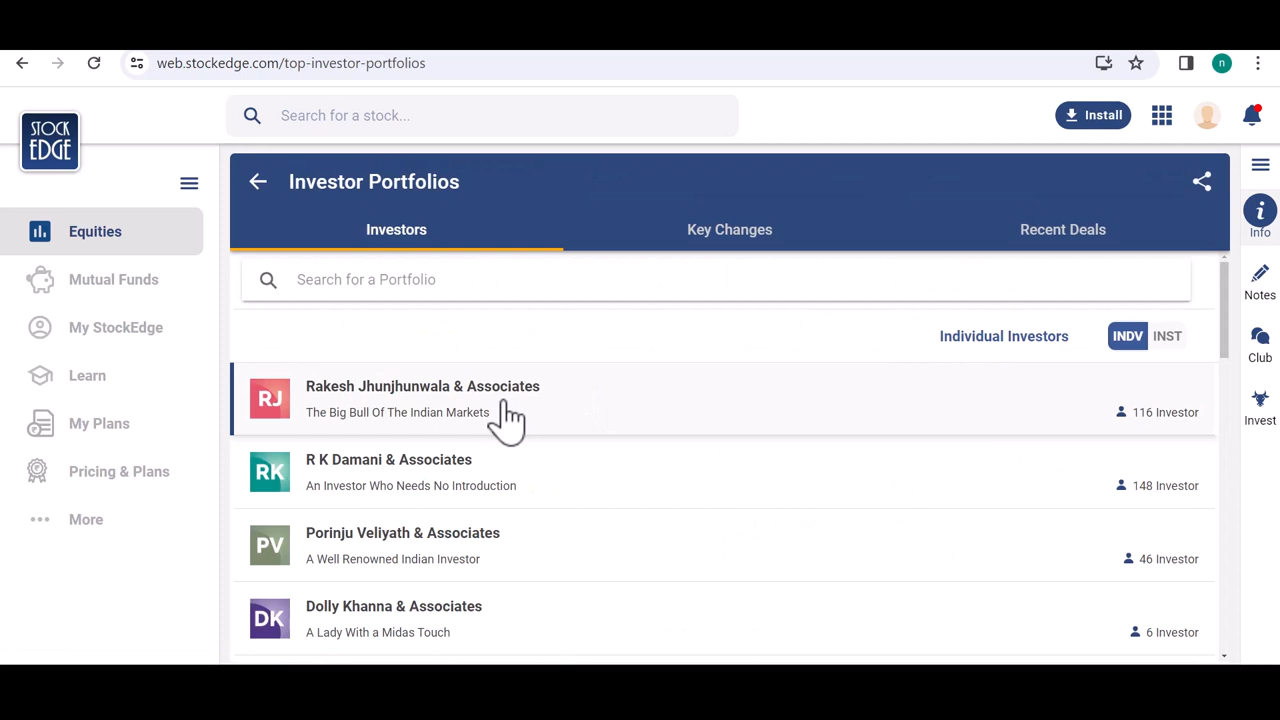 web.stockedge.com/top-investor-portfolios
n
STOCK
EDGE
Search for a stock...
Install
Equities
Mutual Funds
My StockEdge
Learn
My Plans
Pricing & Plans
More
Investor Portfolios
Investors
Key Changes
Recent Deals
Search for a Portfolio
Individual Investors
INDV
INST
RJ
Rakesh Jhunjhunwala & Associates
The Big Bull Of The Indian Markets
116 Investor
RK
R K Damani & Associates
An Investor Who Needs No Introduction
148 Investor
PV
Porinju Veliyath & Associates
A Well Renowned Indian Investor
46 Investor
DK
Dolly Khanna & Associates
A Lady With a Midas Touch
6 Investor
Info
Notes
Club
Invest